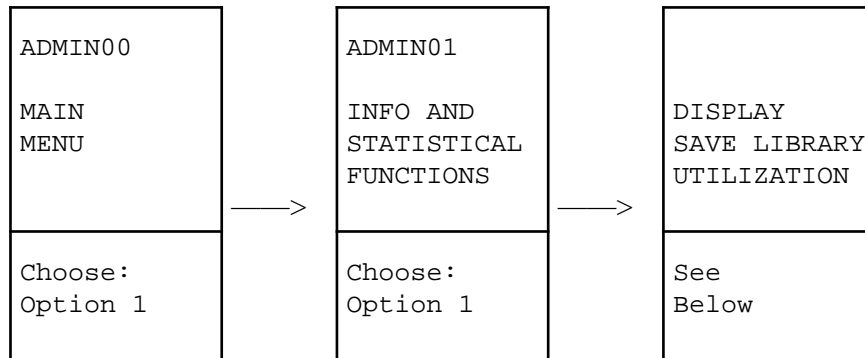 ADMIN00
MAIN
MENU
Choose:
Option 1
ADMIN01
INFO AND
STATISTICAL
FUNCTIONS
Choose:
Option 1
DISPLAY
SAVE LIBRARY
UTILIZATION
See
Below